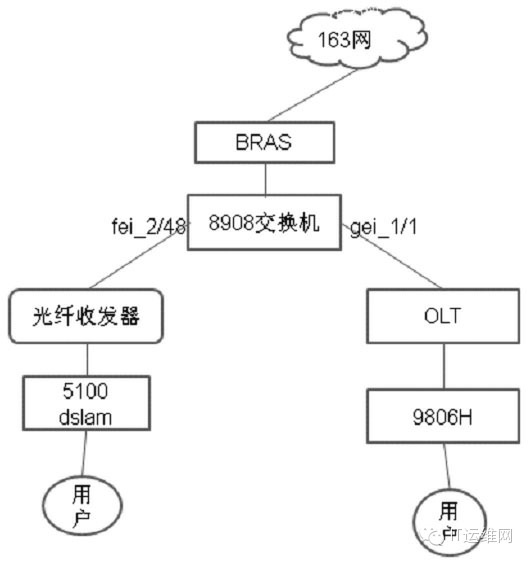 163网
BRAS
fei_2/48
8908交换机
gei_1/1
光纤收发器
OLT
5100
dslam
9806H
用
户
用
户
IT运维网